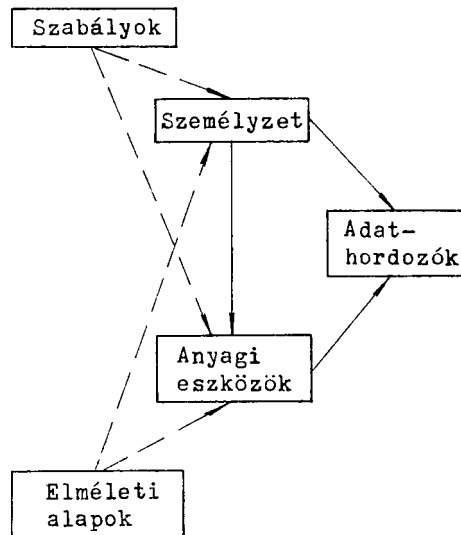 Szabályok
Személyzet
Adat-
hordozók
Anyagi
eszközök
Elméleti
alapok